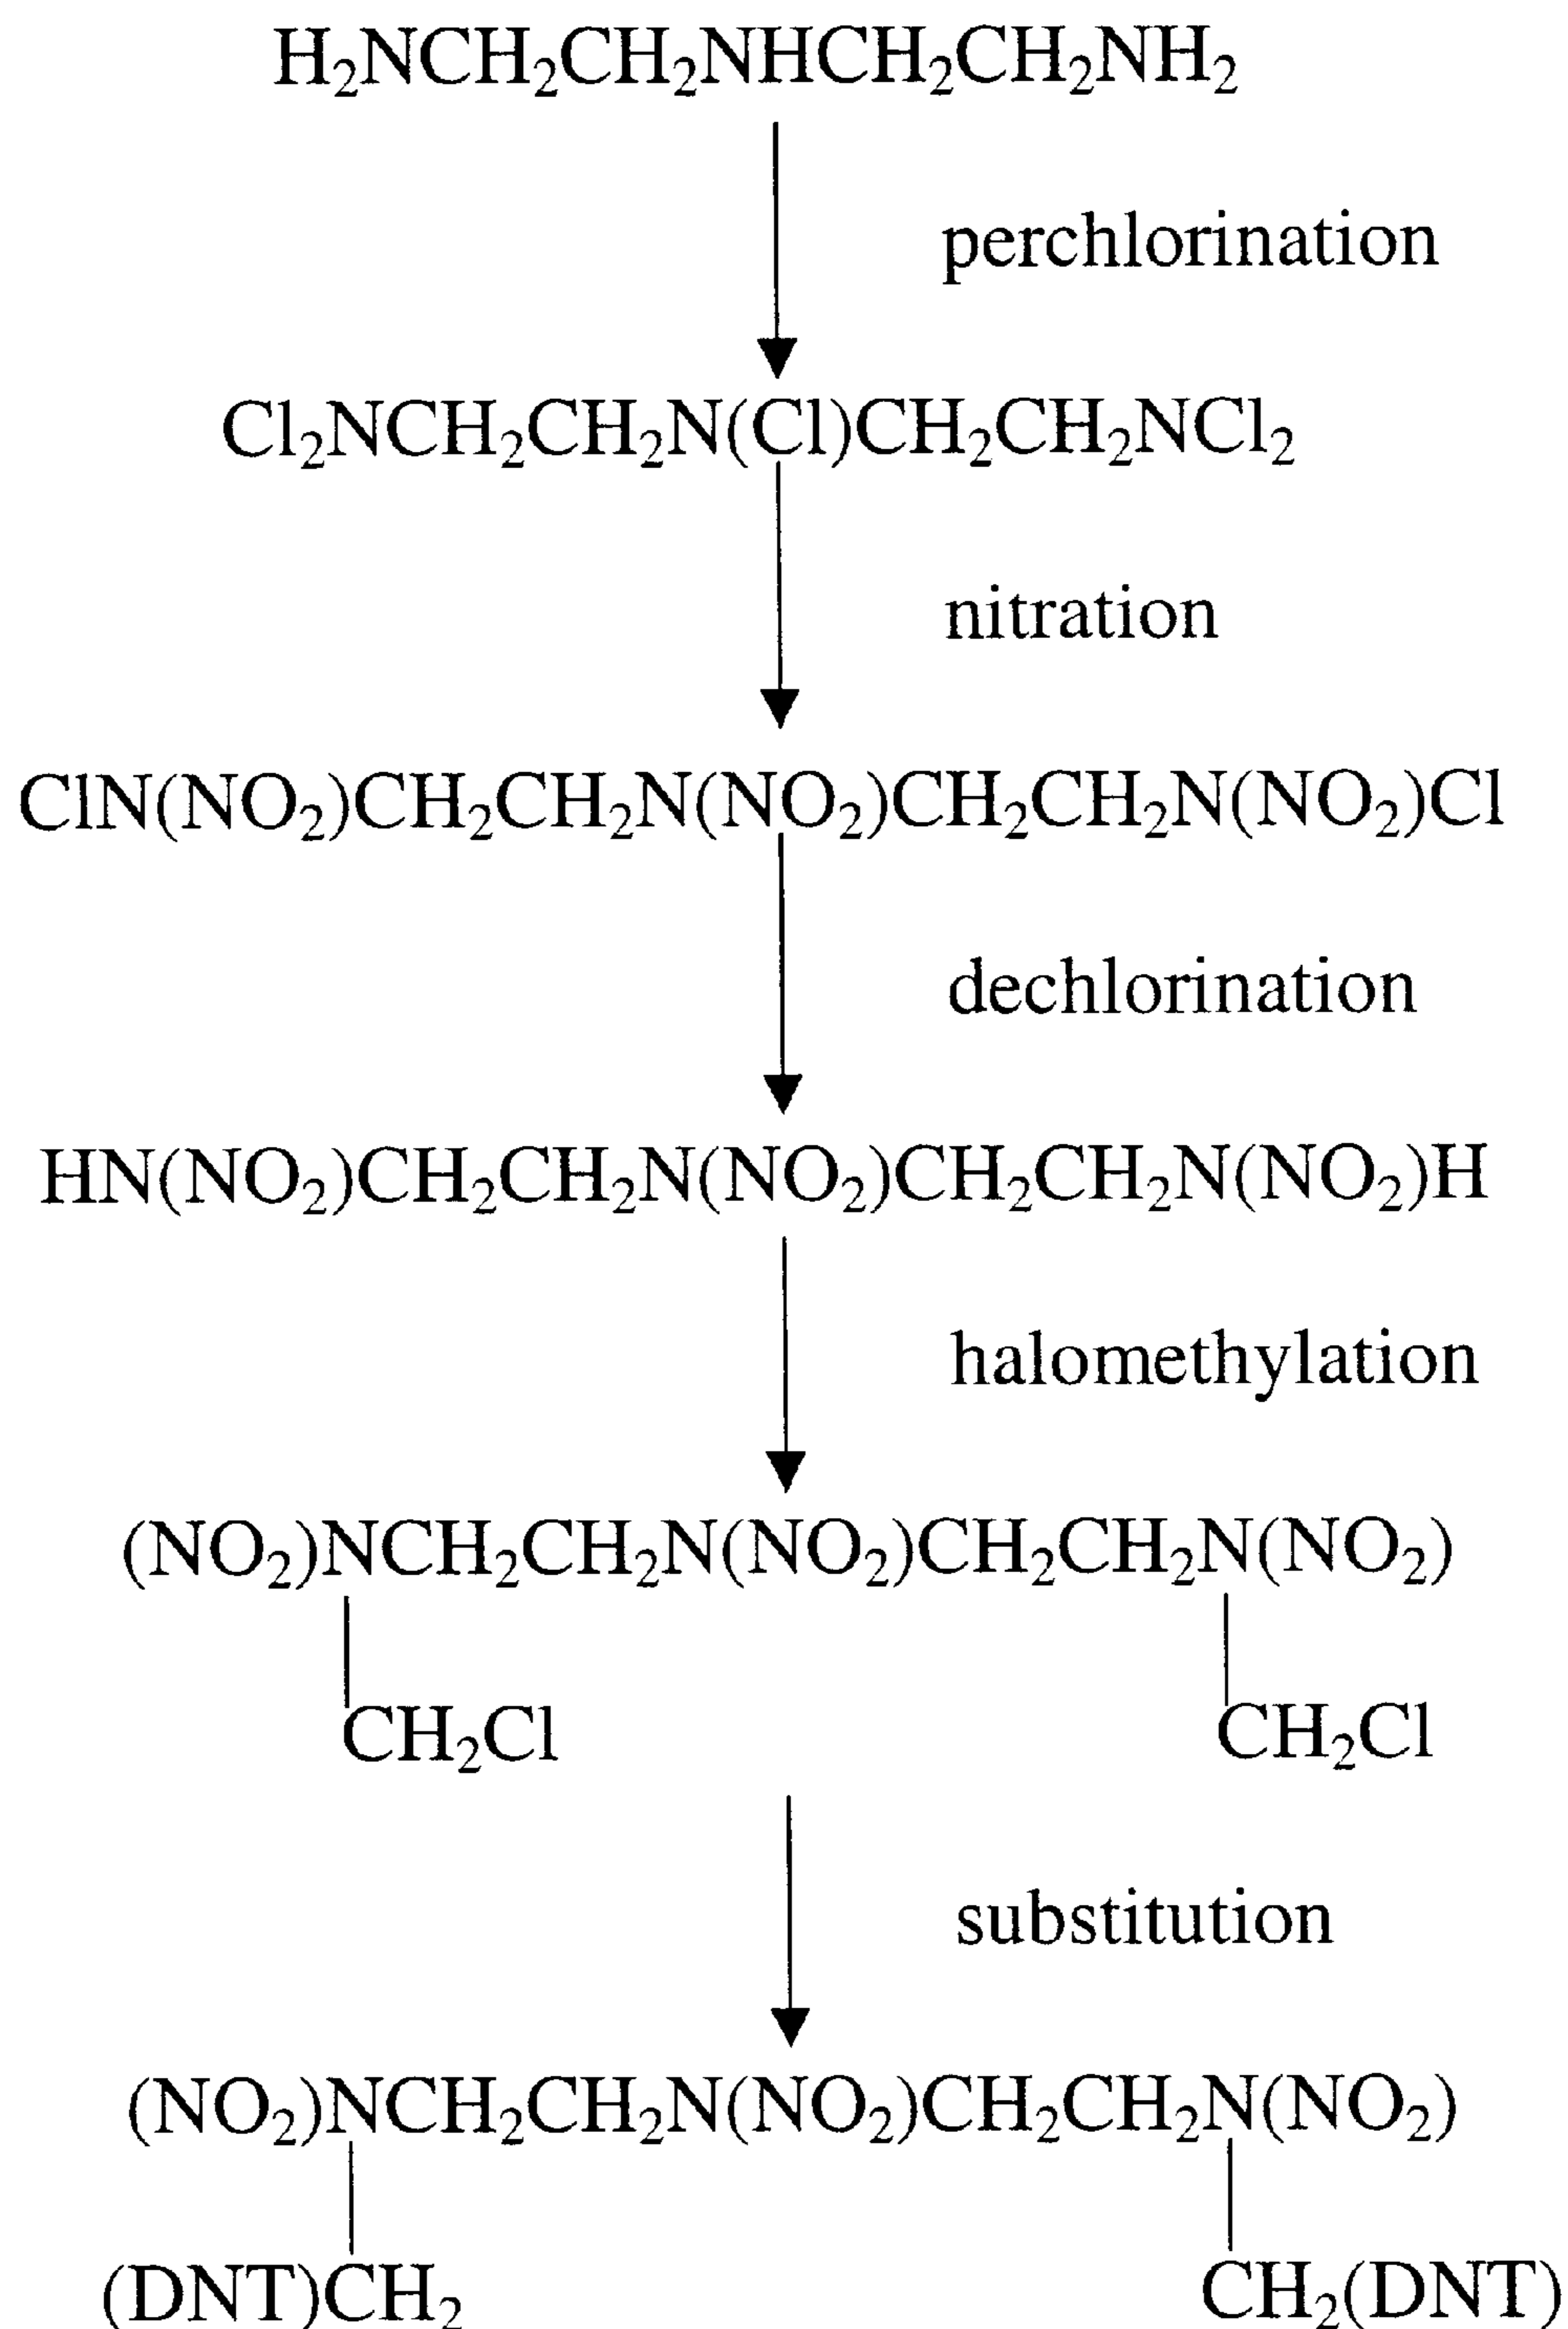 H₂NCH₂CH₂NHCH₂CH₂NH₂
perchlorination
Cl₂NCH₂CH₂N(Cl)CH₂CH₂NCl₂
nitration
ClN(NO₂)CH₂CH₂N(NO₂)CH₂CH₂N(NO₂)Cl
dechlorination
HN(NO₂)CH₂CH₂N(NO₂)CH₂CH₂N(NO₂)H
halomethylation
(NO₂)NCH₂CH₂N(NO₂)CH₂CH₂N(NO₂)
CH₂Cl CH₂Cl
substitution
(NO₂)NCH₂CH₂N(NO₂)CH₂CH₂N(NO₂)
(DNT)CH₂ CH₂(DNT)